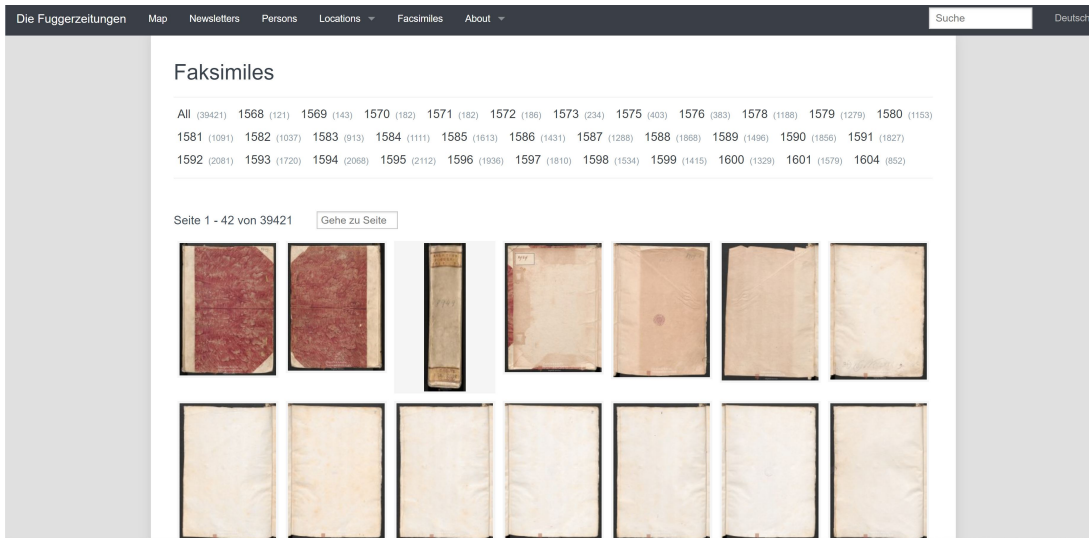 Die Fuggerzeitungen Map Newsletters Persons Locations Facsimiles About Suche Deutsch
Faksimiles
All (39421) 1568 (121) 1569 (143) 1570 (182) 1571 (182) 1572 (186) 1573 (234) 1575 (403) 1576 (383) 1578 (1188) 1579 (1279) 1580 (1153)
1581 (1091) 1582 (1037) 1583 (913) 1584 (1111) 1585 (1613) 1586 (1431) 1587 (1288) 1588 (1868) 1589 (1496) 1590 (1856) 1591 (1827)
1592 (2081) 1593 (1720) 1594 (2068) 1595 (2112) 1596 (1936) 1597 (1810) 1598 (1534) 1599 (1415) 1600 (1329) 1601 (1579) 1604 (852)
Seite 1 - 42 von 39421 Gehe zu Seite